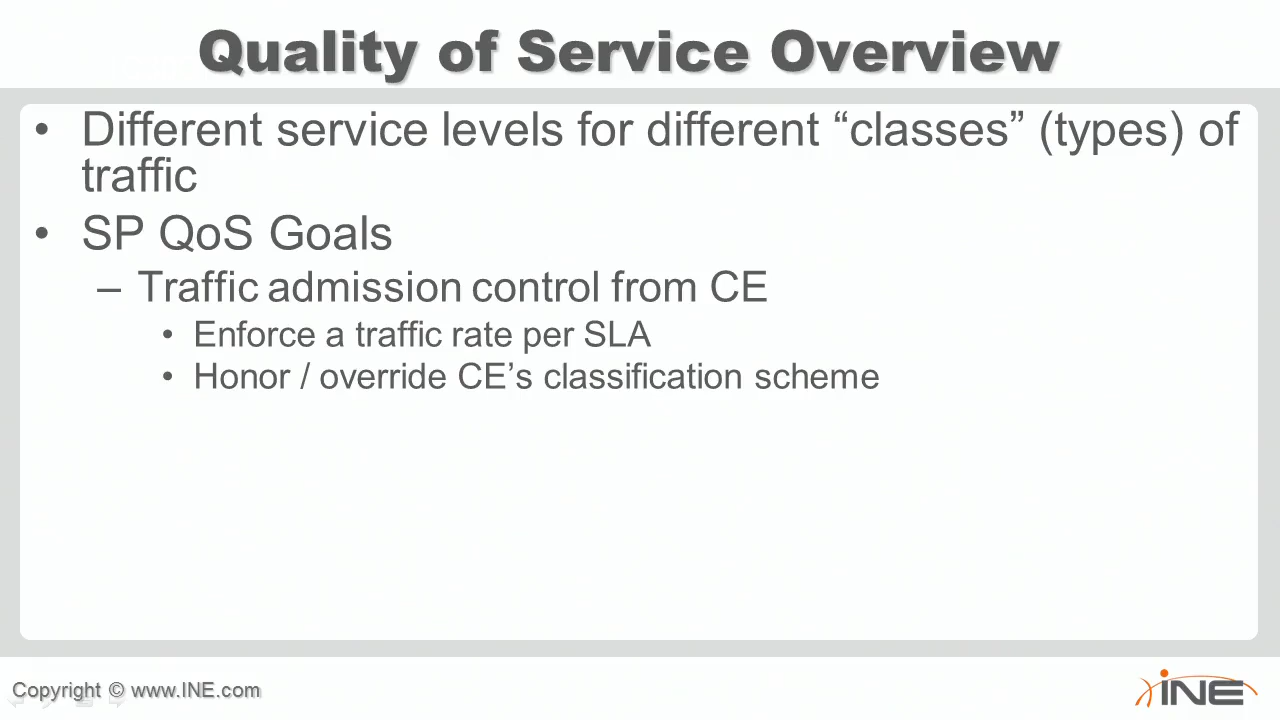 Quality of Service Overview
• Different service levels for different “classes” (types) of
traffic
• SP QoS Goals
– Traffic admission control from CE
• Enforce a traffic rate per SLA
• Honor / override CE’s classification scheme
Copyright © www.INE.com
INE